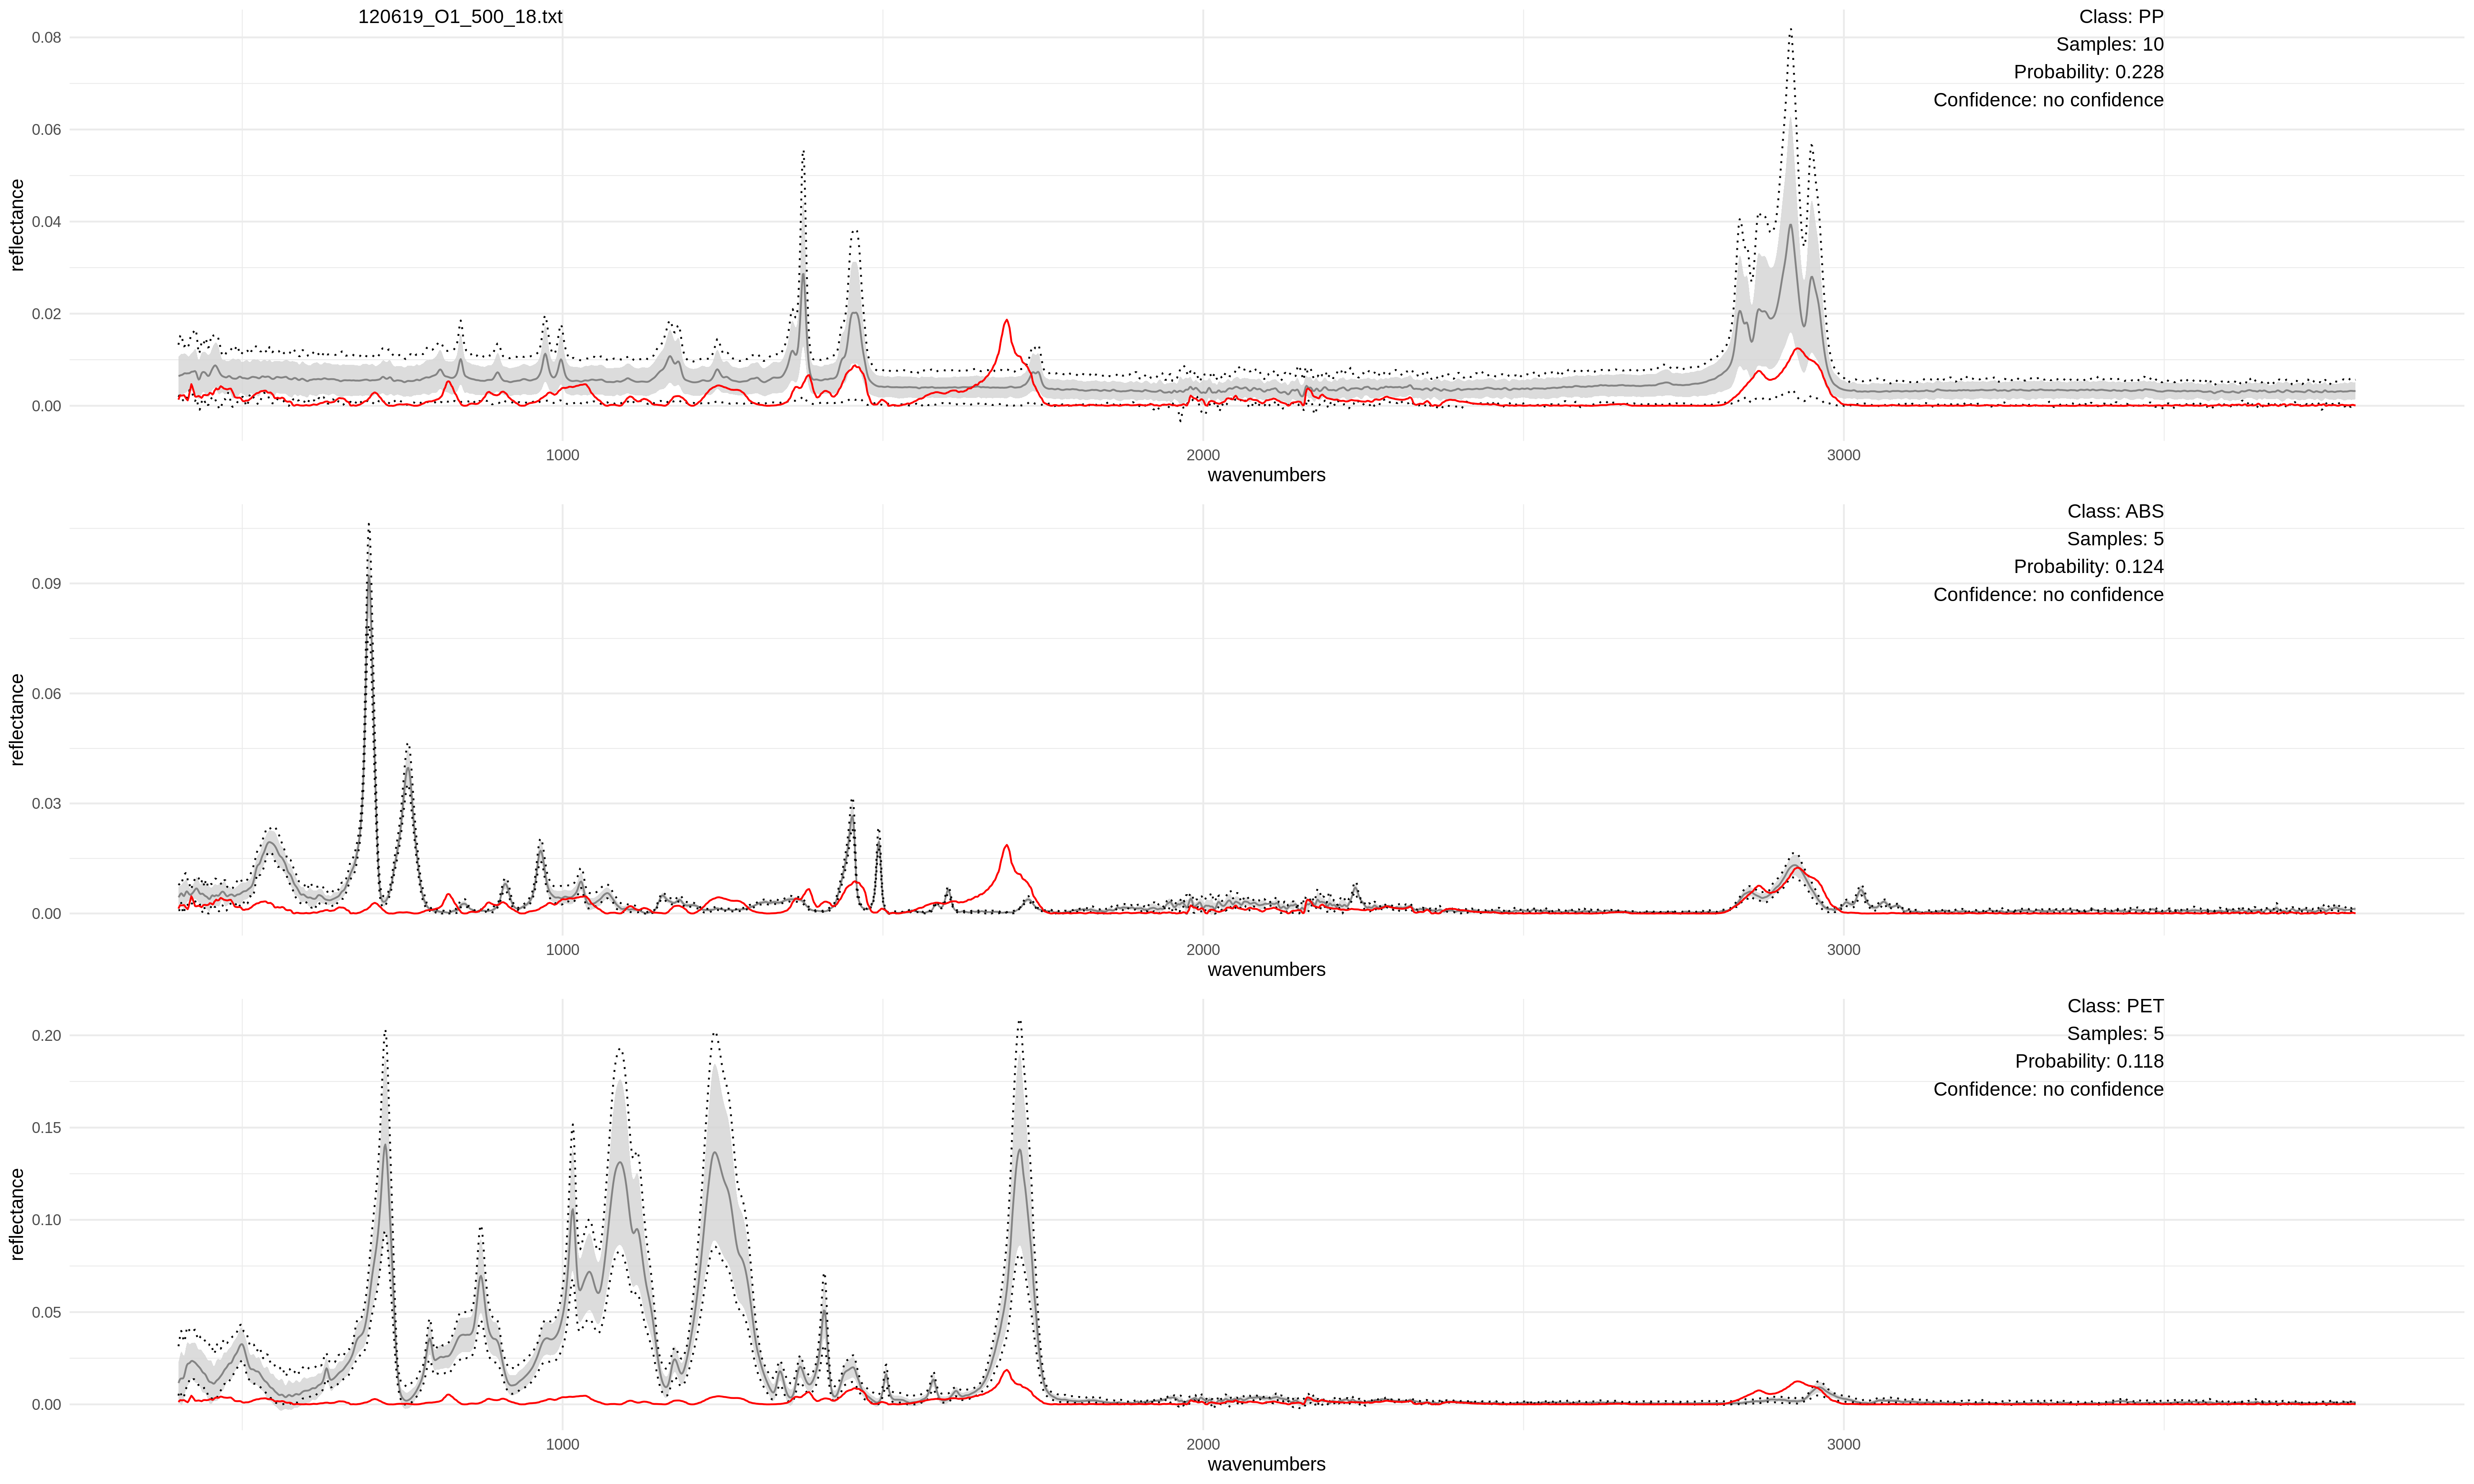 120619_O1_500_18.txt
Class: PP
Samples: 10
Probability: 0.228
Confidence: no confidence
reflectance
0.08
0.06
0.04
0.02
0.00
1000 2000 3000
wavenumbers
Class: ABS
Samples: 5
Probability: 0.124
Confidence: no confidence
reflectance
0.09
0.06
0.03
0.00
1000 2000 3000
wavenumbers
Class: PET
Samples: 5
Probability: 0.118
Confidence: no confidence
reflectance
0.20
0.15
0.10
0.05
0.00
1000 2000 3000
wavenumbers